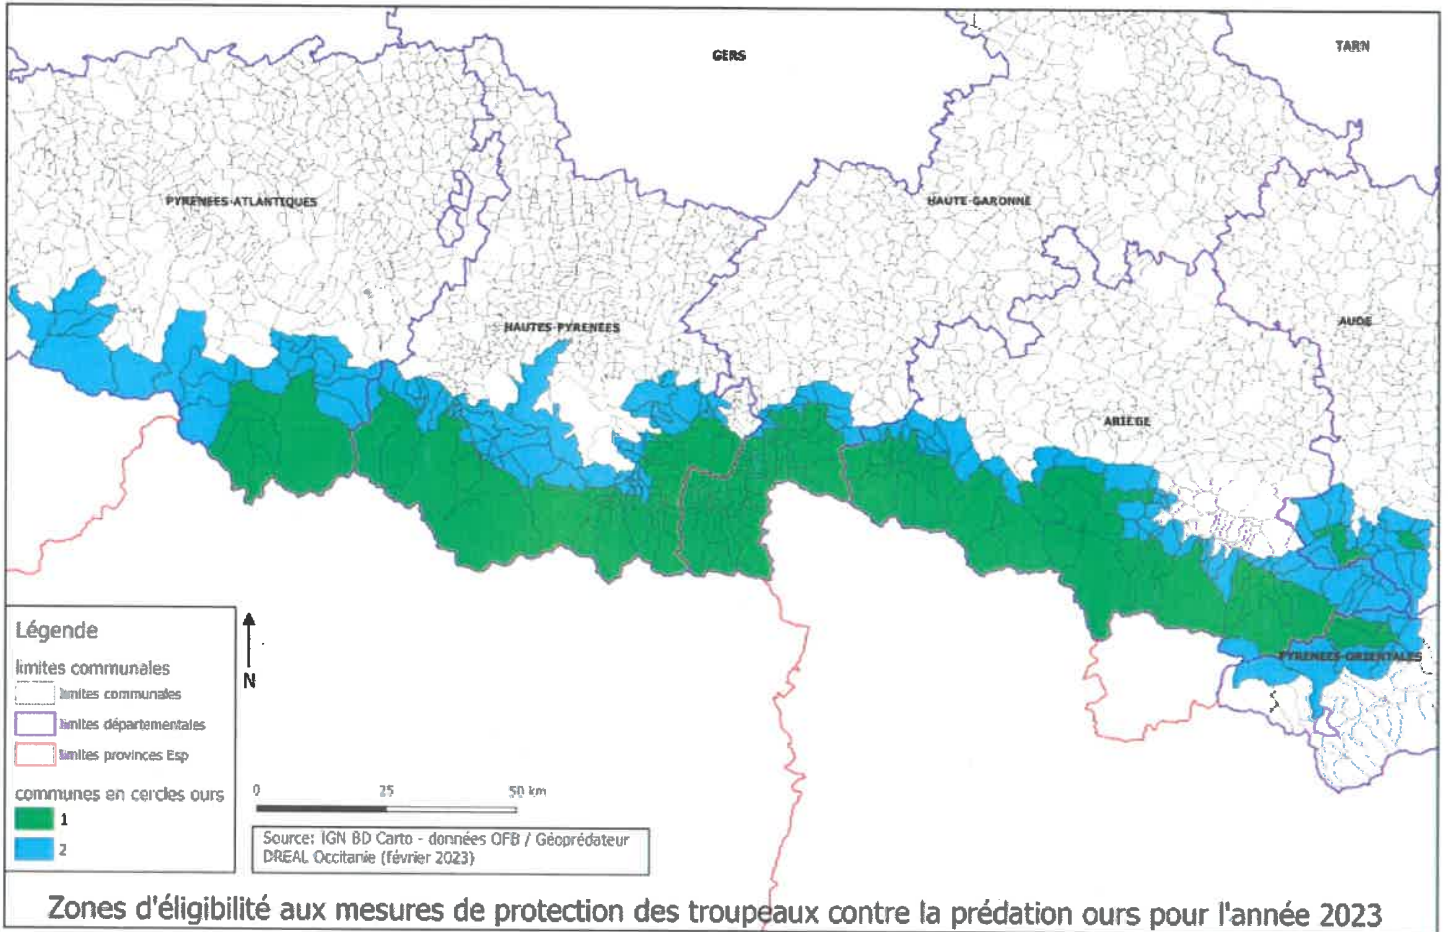 GERS
TARN
PYRENEES-ATLANTIQUES
HAUTE-GARONNE
HAUTES-PYRENEES
AUDE
ARIEGE
PYRENEES-ORIENTALES
Légende
limites communales
limites communales
limites départementales
limites provinces Esp
communes en cercles ours
1
2
N
0 25 50 km
Source: IGN BD Carto - données OFB / Géoprédateur
DREAL Occitanie (février 2023)
Zones d'éligibilité aux mesures de protection des troupeaux contre la prédation ours pour l'année 2023